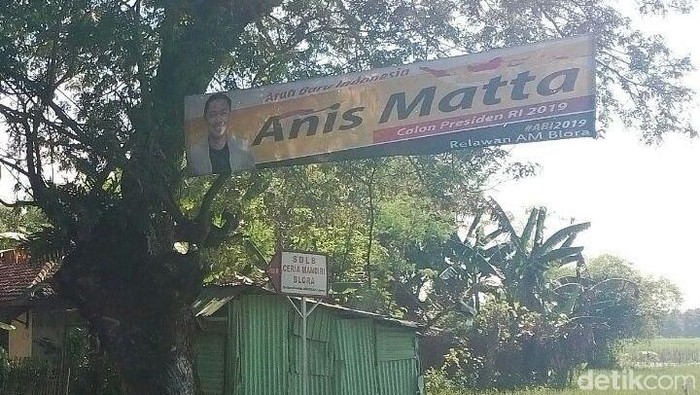 Arah Baru Indonesia
Anis Matta
Calon Presiden RI 2019
#ABI2019
Relawan AM Blora
SDLB
CERIA MANDIRI
BLORA
detikcom